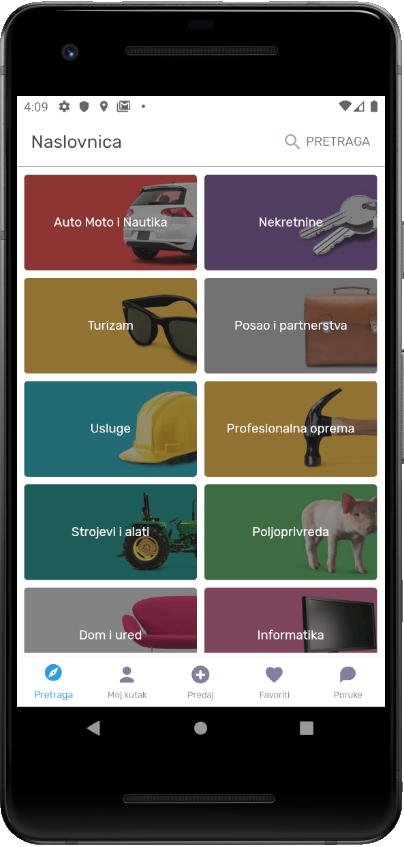 4:09
Naslovnica
PRETRAGA
Auto Moto i Nautika
Nekretnine
Turizam
Posao i partnerstva
Usluge
Profesionalna oprema
Strojevi i alati
Poljoprivreda
Dom i ured
Informatika
Pretraga
Moj kutak
Predaj
Favoriti
Poruke